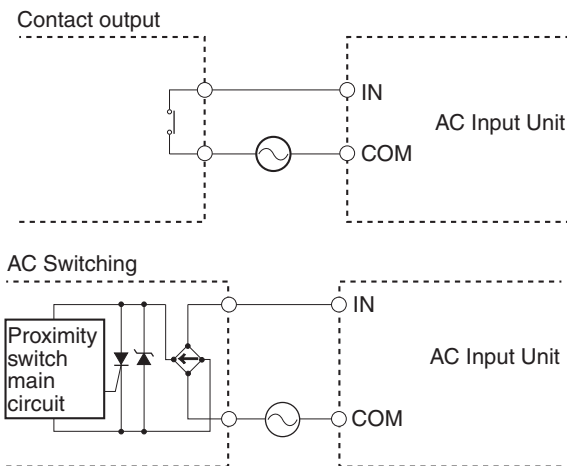 Contact output
IN
AC Input Unit
COM
AC Switching
IN
Proximity
switch
main
circuit
AC Input Unit
COM